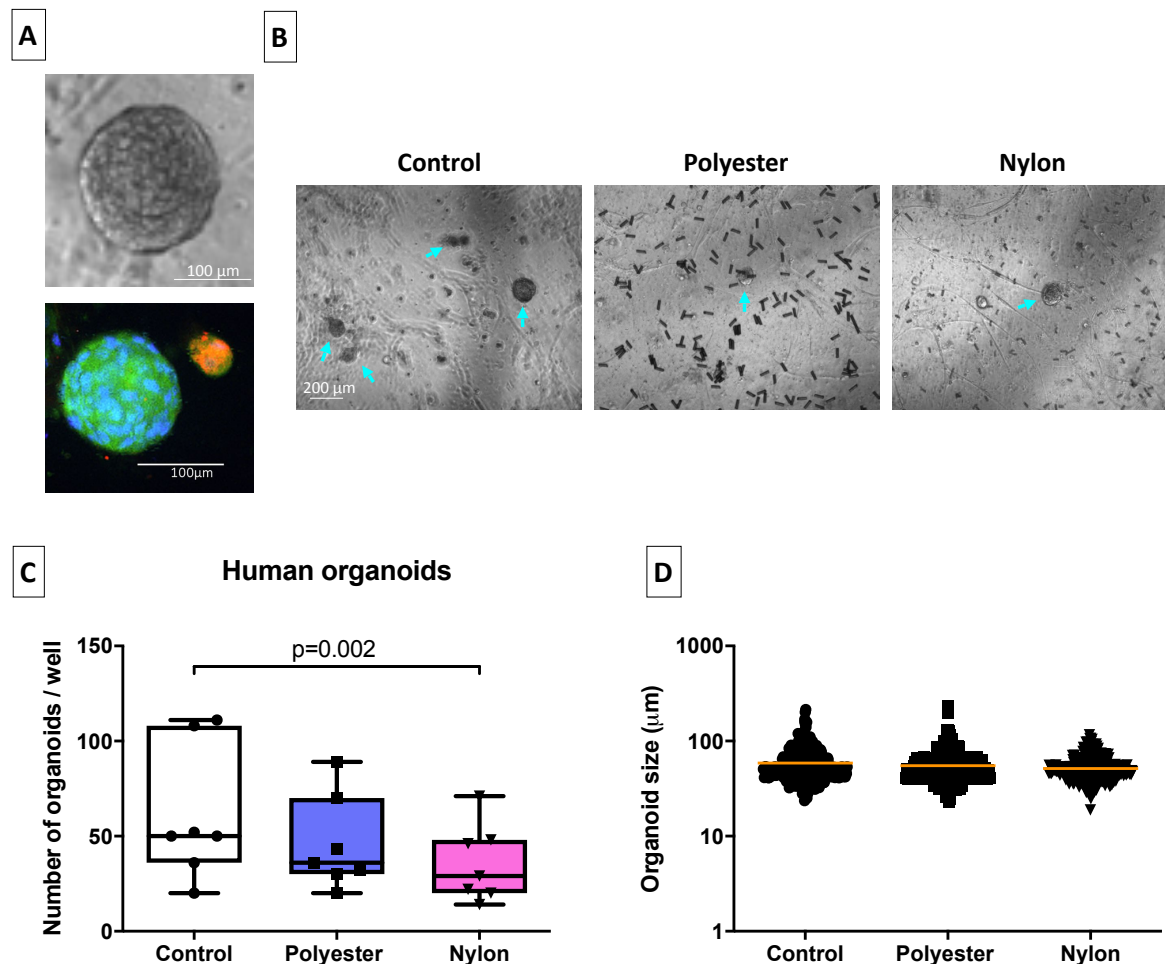 A
B
100 µm
100µm
Control
Polyester
Nylon
200 µm
C
Human organoids
Number of organoids / well
150
100
50
0
p=0.002
Control
Polyester
Nylon
D
Organoid size (µm)
1000
100
10
1
Control
Polyester
Nylon